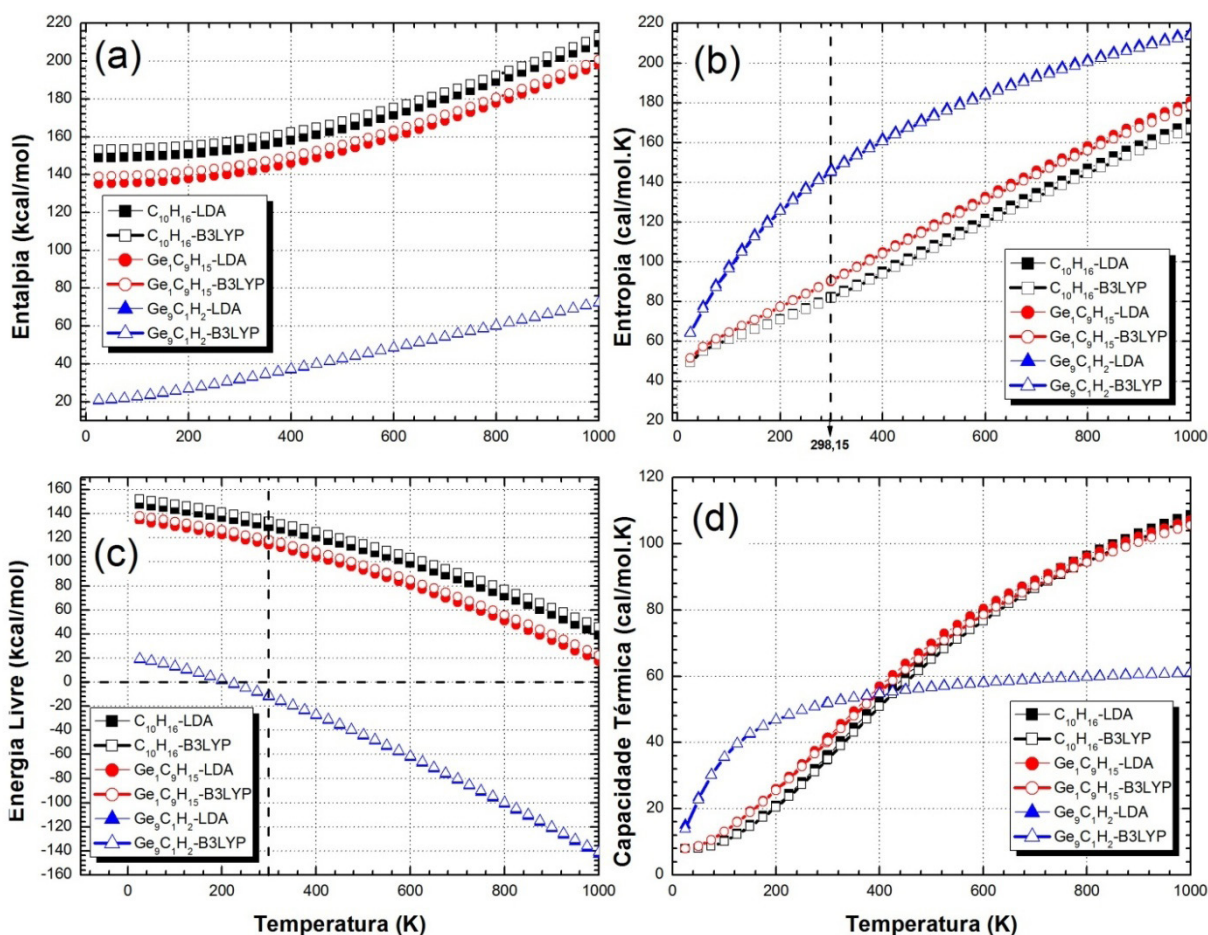 (a)
Entalpia (kcal/mol)
220
200
180
160
140
120
100
80
60
40
20
C₁₀H₁₆-LDA
C₁₀H₁₆-B3LYP
Ge₁C₉H₁₅-LDA
Ge₁C₉H₁₅-B3LYP
Ge₉C₁H₂-LDA
Ge₉C₁H₂-B3LYP
0 200 400 600 800 1000
(b)
Entropia (cal/mol.K)
220
200
180
160
140
120
100
80
60
40
20
C₁₀H₁₆-LDA
C₁₀H₁₆-B3LYP
Ge₁C₉H₁₅-LDA
Ge₁C₉H₁₅-B3LYP
Ge₉C₁H₂-LDA
Ge₉C₁H₂-B3LYP
0 200 400 600 800 1000
298,15
(c)
Energia Livre (kcal/mol)
160
140
120
100
80
60
40
20
0
-20
-40
-60
-80
-100
-120
-140
-160
C₁₀H₁₆-LDA
C₁₀H₁₆-B3LYP
Ge₁C₉H₁₅-LDA
Ge₁C₉H₁₅-B3LYP
Ge₉C₁H₂-LDA
Ge₉C₁H₂-B3LYP
0 200 400 600 800 1000
Temperatura (K)
(d)
Capacidade Térmica (cal/mol.K)
120
100
80
60
40
20
0
C₁₀H₁₆-LDA
C₁₀H₁₆-B3LYP
Ge₁C₉H₁₅-LDA
Ge₁C₉H₁₅-B3LYP
Ge₉C₁H₂-LDA
Ge₉C₁H₂-B3LYP
0 200 400 600 800 1000
Temperatura (K)